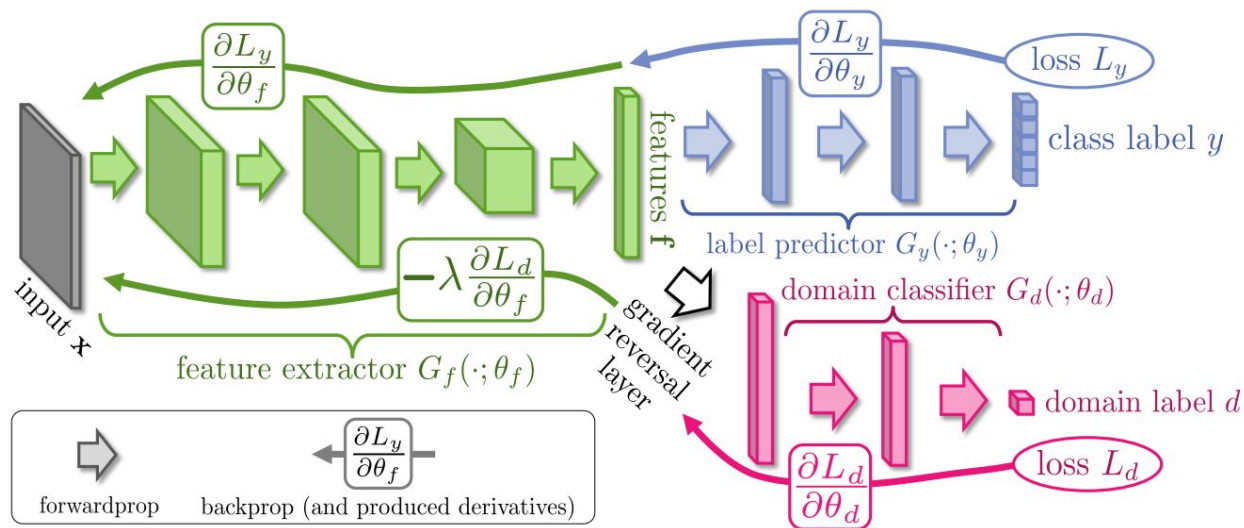 ∂L_y/∂θ_f
∂L_y/∂θ_y
loss L_y
input x
features f
class label y
label predictor G_y(·; θ_y)
−λ ∂L_d/∂θ_f
feature extractor G_f(·; θ_f)
gradient
reversal
layer
domain classifier G_d(·; θ_d)
domain label d
∂L_d/∂θ_d
loss L_d
forwardprop
∂L_y/∂θ_f
backprop (and produced derivatives)